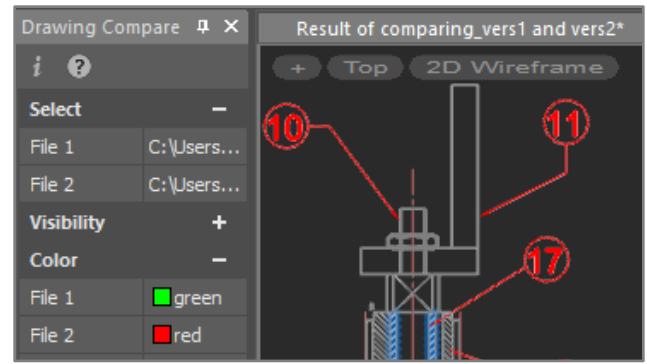 Drawing Compare
Result of comparing_vers1 and vers2*
+ Top 2D Wireframe
Select
File 1 C:\Users...
File 2 C:\Users...
Visibility
Color
File 1 green
File 2 red
10
11
17